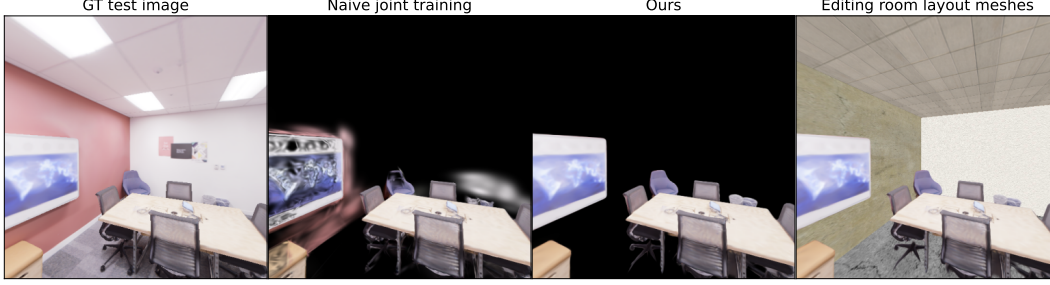 GT test image
Naive joint training
Ours
Editing room layout meshes